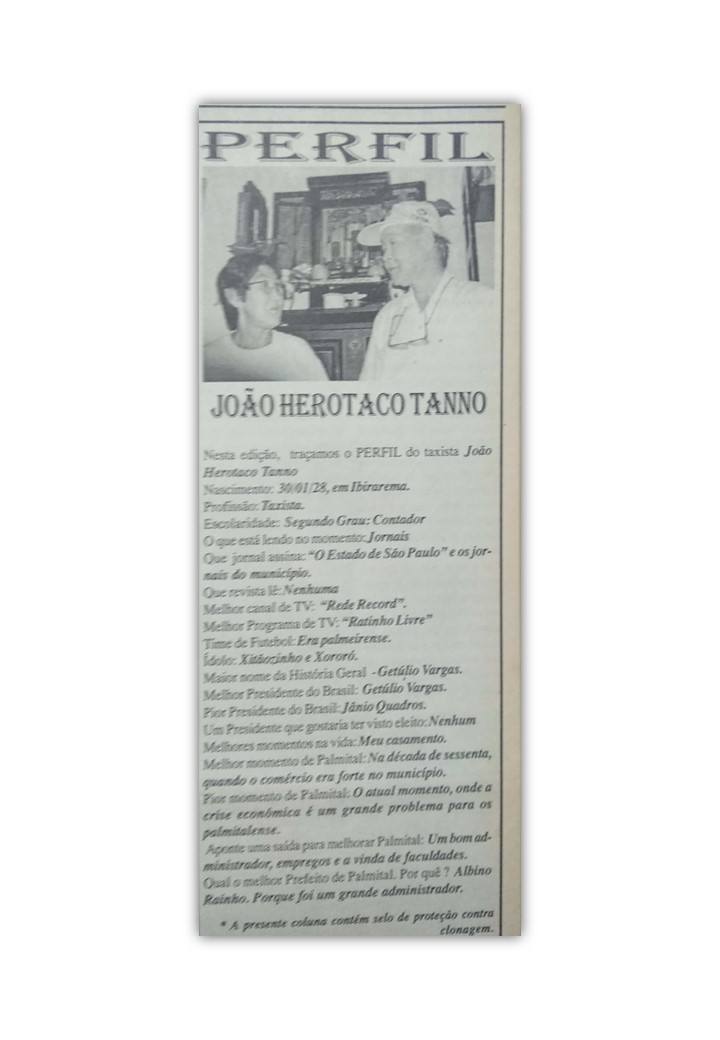 PERFIL
JOÃO HEROTACO TANNO
Nesta edição, traçamos o PERFIL do taxista João
Herotaco Tanno
Nascimento: 30/01/28, em Ibirarema.
Profissão: Taxista.
Escolaridade: Segundo Grau: Contador
O que está lendo no momento: Jornais
Que jornal assina: “O Estado de São Paulo” e os jor-
nais do município.
Que revista lê: Nenhuma
Melhor canal de TV: “Rede Record”.
Melhor Programa de TV: “Ratinho Livre”
Time de Futebol: Era palmeirense.
Ídolo: Xitãozinho e Xororó.
Maior nome da História Geral - Getúlio Vargas.
Melhor Presidente do Brasil: Getúlio Vargas.
Pior Presidente do Brasil: Jânio Quadros.
Um Presidente que gostaria ter visto eleito: Nenhum
Melhores momentos na vida: Meu casamento.
Melhor momento de Palmital: Na década de sessenta,
quando o comércio era forte no município.
Pior momento de Palmital: O atual momento, onde a
crise econômica é um grande problema para os
palmitalense.
Aponte uma saída para melhorar Palmital: Um bom ad-
ministrador, empregos e a vinda de faculdades.
Qual o melhor Prefeito de Palmital. Por quê ? Albino
Rainho. Porque foi um grande administrador.
* A presente coluna contém selo de proteção contra
clonagem.